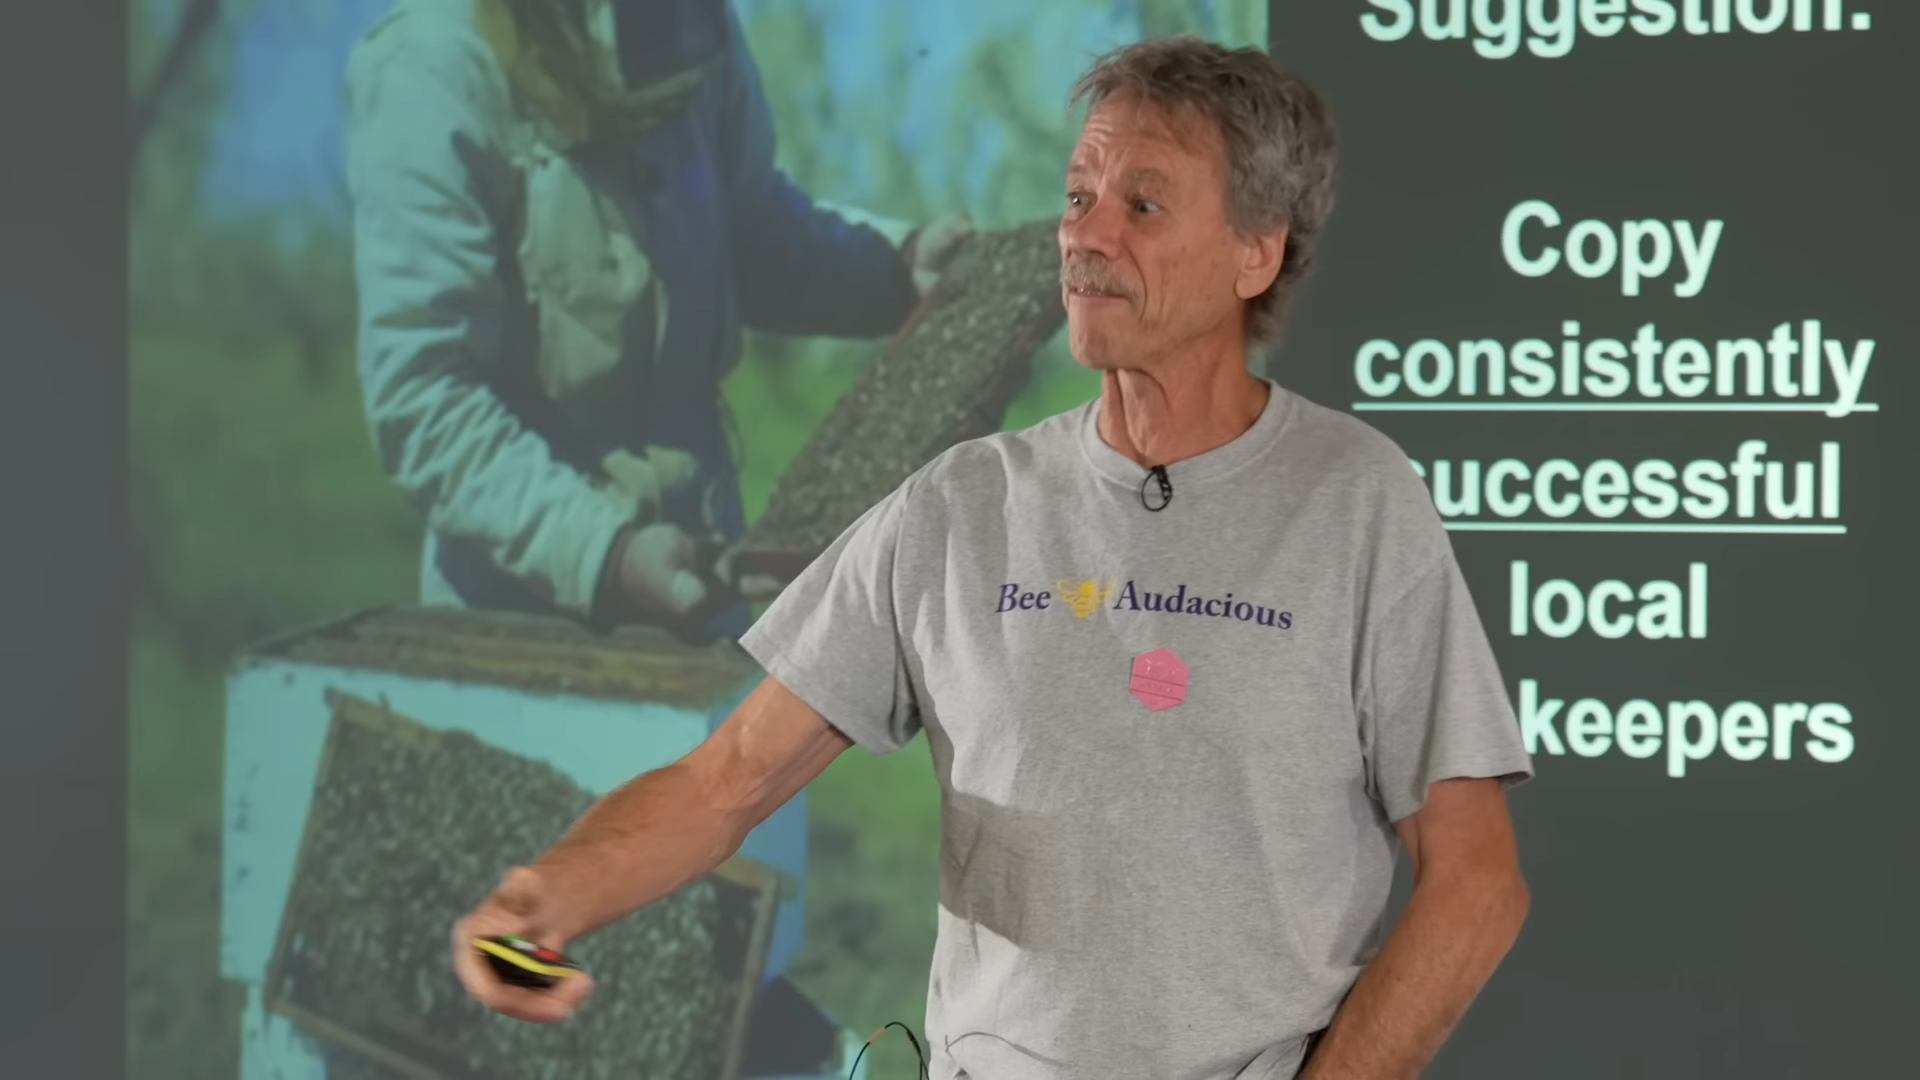 Suggestion:
Copy
consistently
successful
local
keepers
Bee Audacious